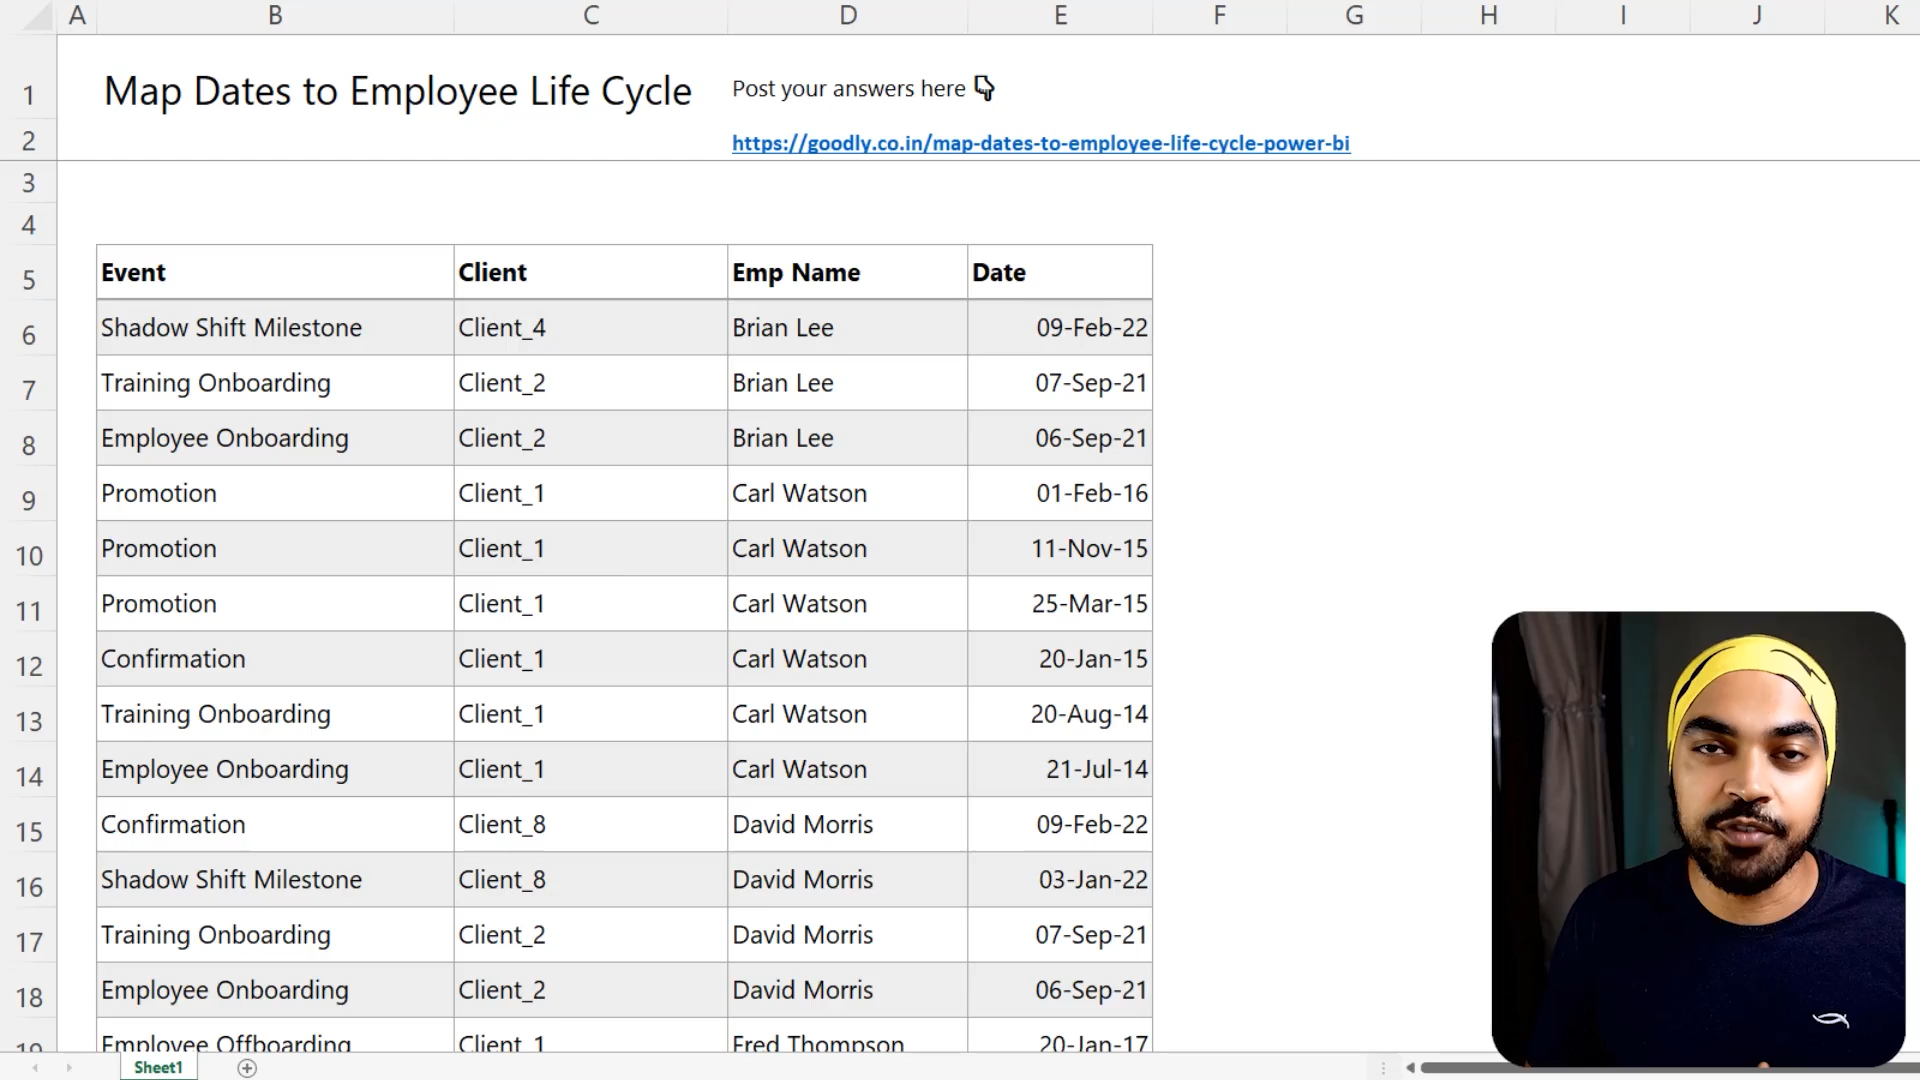 A B C D E F G H I J K
1 Map Dates to Employee Life Cycle Post your answers here
2 https://goodly.co.in/map-dates-to-employee-life-cycle-power-bi
3
4
5 Event Client Emp Name Date
6 Shadow Shift Milestone Client_4 Brian Lee 09-Feb-22
7 Training Onboarding Client_2 Brian Lee 07-Sep-21
8 Employee Onboarding Client_2 Brian Lee 06-Sep-21
9 Promotion Client_1 Carl Watson 01-Feb-16
10 Promotion Client_1 Carl Watson 11-Nov-15
11 Promotion Client_1 Carl Watson 25-Mar-15
12 Confirmation Client_1 Carl Watson 20-Jan-15
13 Training Onboarding Client_1 Carl Watson 20-Aug-14
14 Employee Onboarding Client_1 Carl Watson 21-Jul-14
15 Confirmation Client_8 David Morris 09-Feb-22
16 Shadow Shift Milestone Client_8 David Morris 03-Jan-22
17 Training Onboarding Client_2 David Morris 07-Sep-21
18 Employee Onboarding Client_2 David Morris 06-Sep-21
19 Employee Offboarding Client_1 Fred Thompson 20-Jan-17
Sheet1